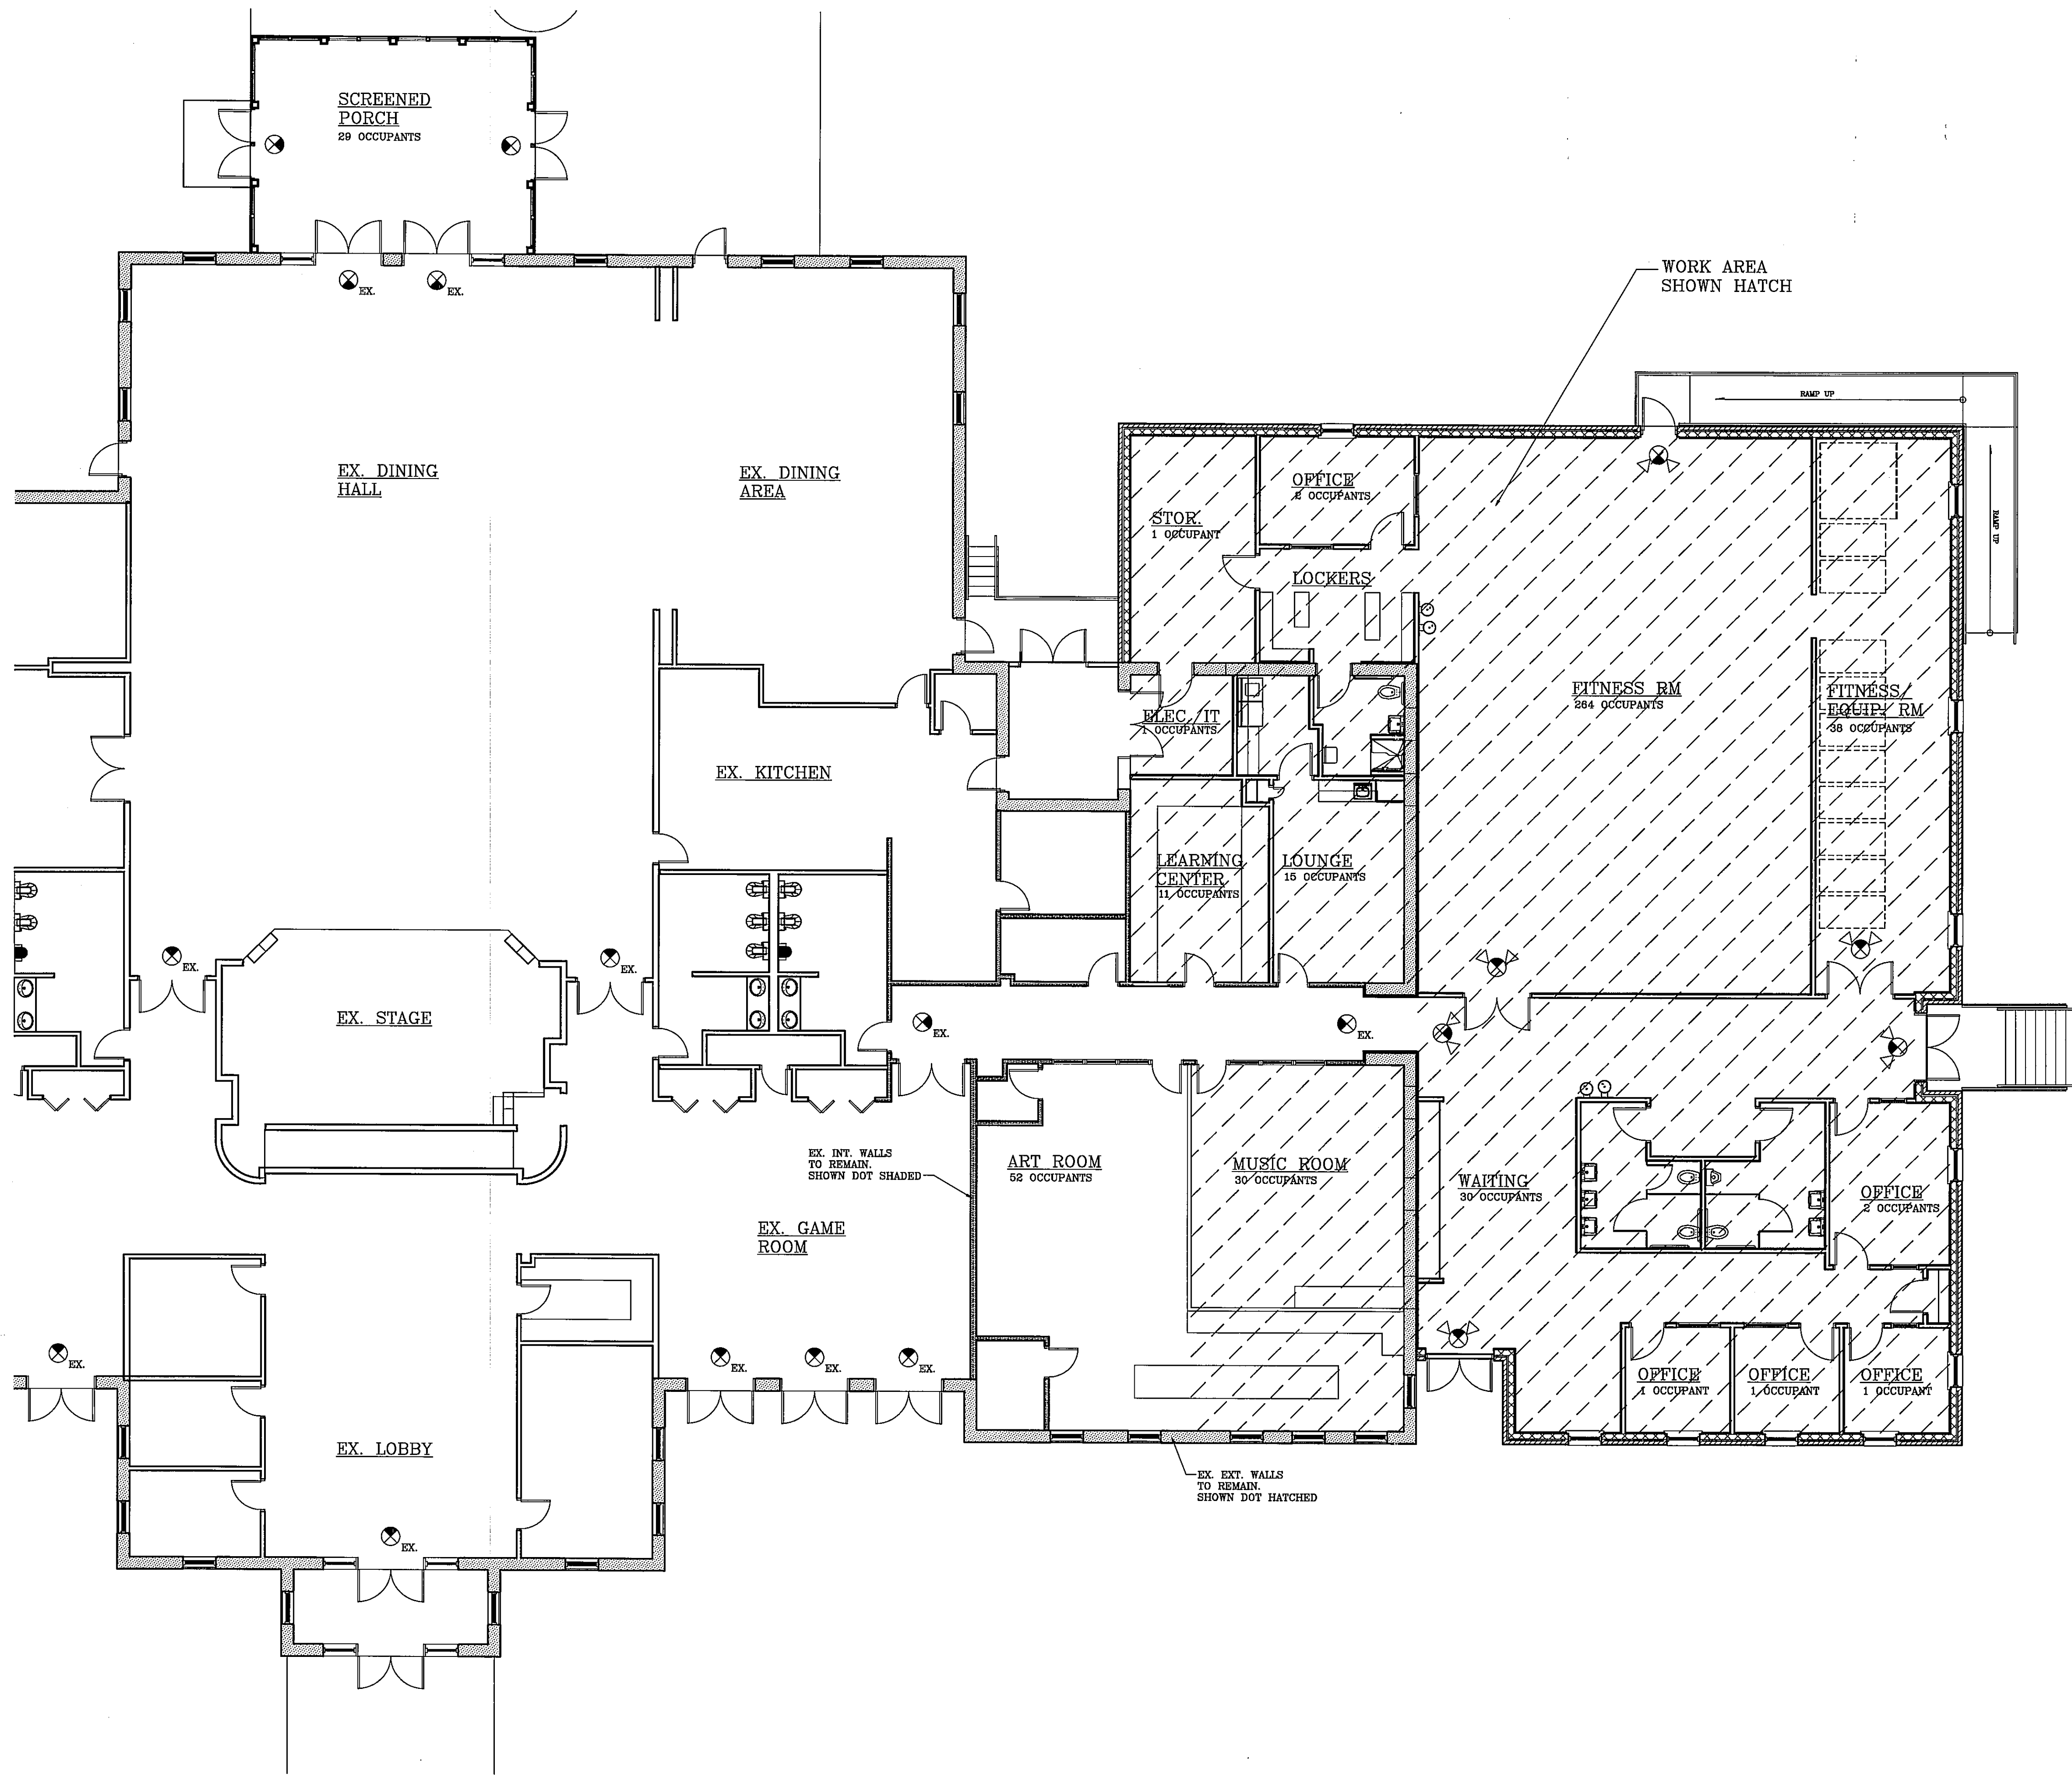 SCREENED
PORCH
29 OCCUPANTS
EX.
EX.
WORK AREA
SHOWN HATCH
RAMP UP
RAMP UP
EX. DINING
HALL
EX. DINING
AREA
OFFICE
2 OCCUPANTS
STOR.
1 OCCUPANT
LOCKERS
FITNESS RM
264 OCCUPANTS
FITNESS/
EQUIP. RM
38 OCCUPANTS
ELEC./IT
1 OCCUPANTS
EX. KITCHEN
LEARNING
CENTER
11 OCCUPANTS
LOUNGE
15 OCCUPANTS
EX.
EX.
EX. STAGE
EX.
EX.
EX. INT. WALLS
TO REMAIN.
SHOWN DOT SHADED
ART ROOM
52 OCCUPANTS
MUSIC ROOM
30 OCCUPANTS
WAITING
30 OCCUPANTS
OFFICE
2 OCCUPANTS
EX. GAME
ROOM
EX.
EX.
EX.
EX.
OFFICE
1 OCCUPANT
OFFICE
1 OCCUPANT
OFFICE
1 OCCUPANT
EX. LOBBY
EX. EXT. WALLS
TO REMAIN.
SHOWN DOT HATCHED
EX.